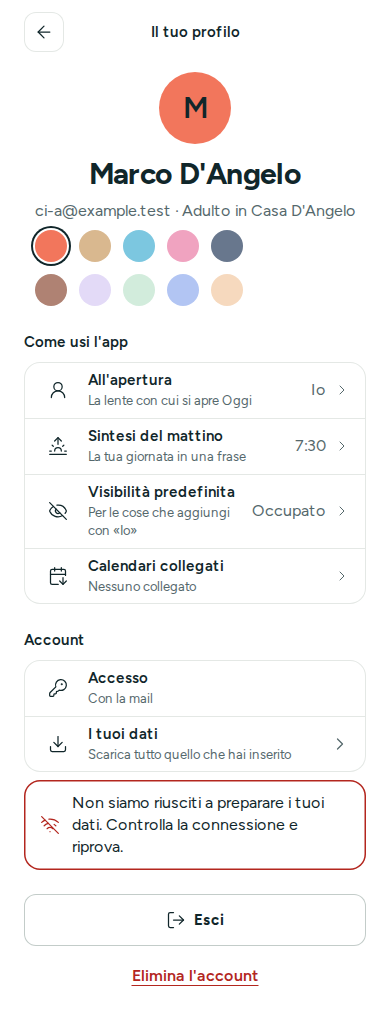 Il tuo profilo
M
Marco D'Angelo
ci-a@example.test · Adulto in Casa D'Angelo
Come usi l'app
All'apertura
La lente con cui si apre Oggi
Io
Sintesi del mattino
La tua giornata in una frase
7:30
Visibilità predefinita
Per le cose che aggiungi
con «Io»
Occupato
Calendari collegati
Nessuno collegato
Account
Accesso
Con la mail
I tuoi dati
Scarica tutto quello che hai inserito
Non siamo riusciti a preparare i tuoi
dati. Controlla la connessione e
riprova.
Esci
Elimina l'account